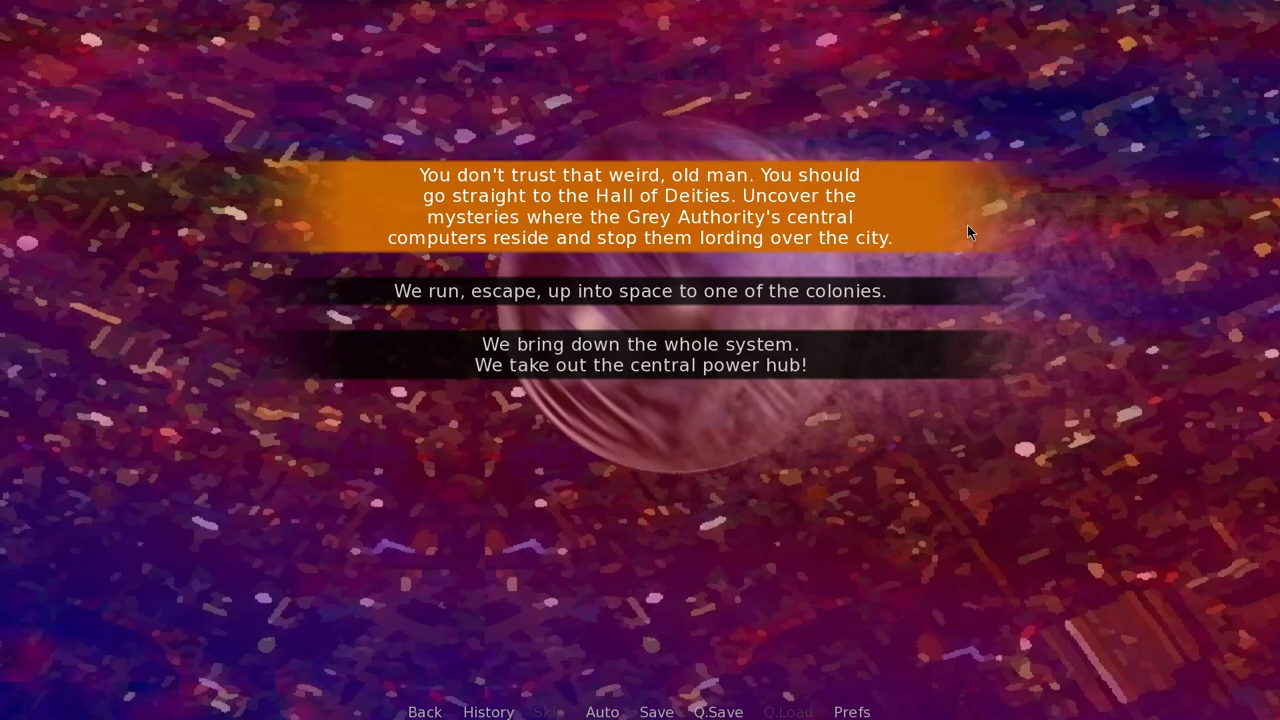 You don't trust that weird, old man. You should
go straight to the Hall of Deities. Uncover the
mysteries where the Grey Authority's central
computers reside and stop them lording over the city.
We run, escape, up into space to one of the colonies.
We bring down the whole system.
We take out the central power hub!
Back History Skip Auto Save Q.Save Q.Load Prefs